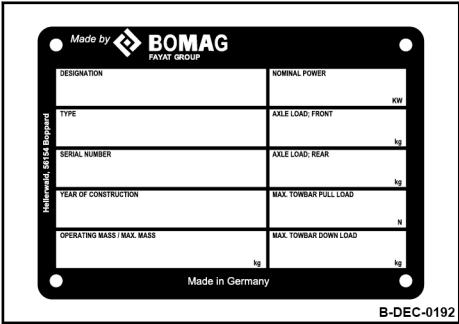 Made by BOMAG
FAYAT GROUP
Hellerwald, 56154 Boppard
DESIGNATION
NOMINAL POWER
KW
TYPE
AXLE LOAD; FRONT
kg
SERIAL NUMBER
AXLE LOAD; REAR
kg
YEAR OF CONSTRUCTION
MAX. TOWBAR PULL LOAD
N
OPERATING MASS / MAX. MASS
kg
MAX. TOWBAR DOWN LOAD
kg
Made in Germany
B-DEC-0192